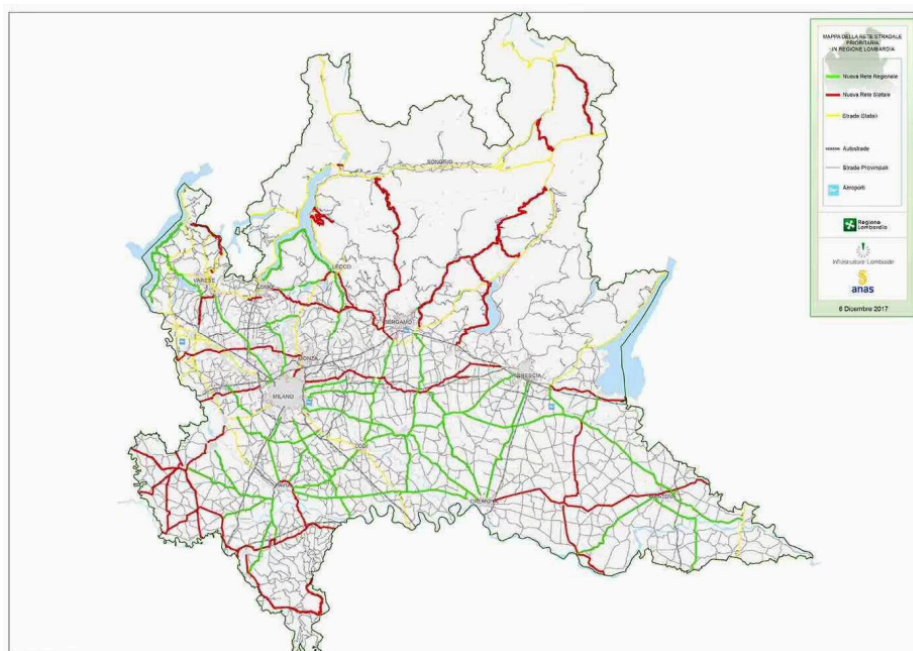 MAPPA DELLA RETE STRADALE
PRIORITARIA
IN REGIONE LOMBARDIA
Nuova Rete Regionale
Nuova Rete Statale
Strade Statali
Autostrade
Strade Provinciali
Aeroporti
Regione
Lombardia
Infrastrutture Lombarde
anas
6 Dicembre 2017
SONDRIO
LECCO
VARESE
COMO
BERGAMO
MONZA
BRESCIA
MILANO
LODI
PAVIA
CREMONA